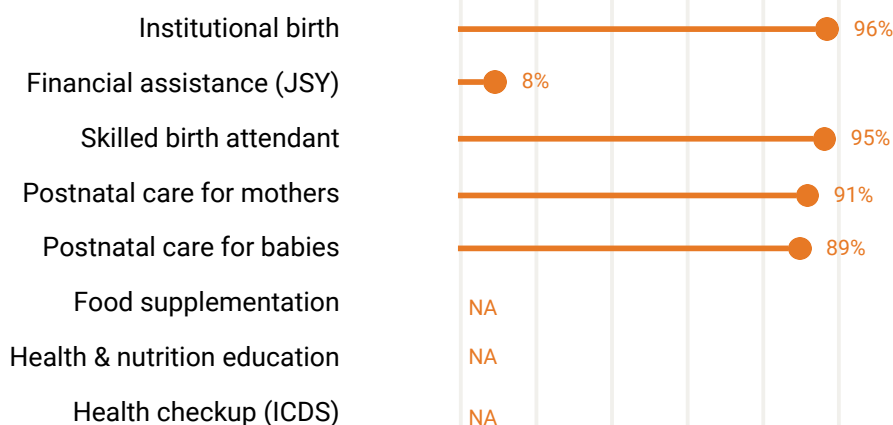 Institutional birth 96%
Financial assistance (JSY) 8%
Skilled birth attendant 95%
Postnatal care for mothers 91%
Postnatal care for babies 89%
Food supplementation NA
Health & nutrition education NA
Health checkup (ICDS) NA